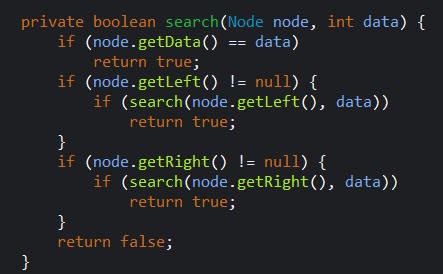 private boolean search(Node node, int data) {
    if (node.getData() == data)
        return true;
    if (node.getLeft() != null) {
        if (search(node.getLeft(), data))
            return true;
    }
    if (node.getRight() != null) {
        if (search(node.getRight(), data))
            return true;
    }
    return false;
}